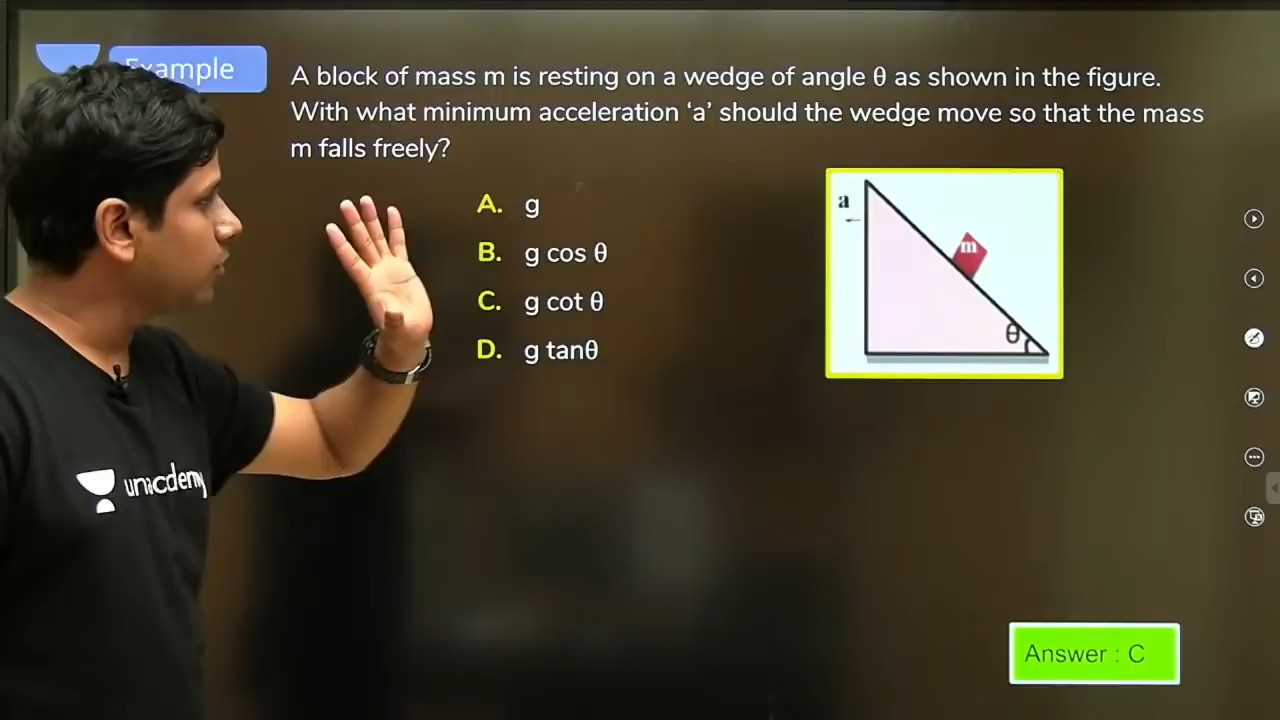 Example
A block of mass m is resting on a wedge of angle θ as shown in the figure.
With what minimum acceleration ‘a’ should the wedge move so that the mass
m falls freely?
A. g
B. g cos θ
C. g cot θ
D. g tanθ
a
m
θ
unacademy
Answer : C